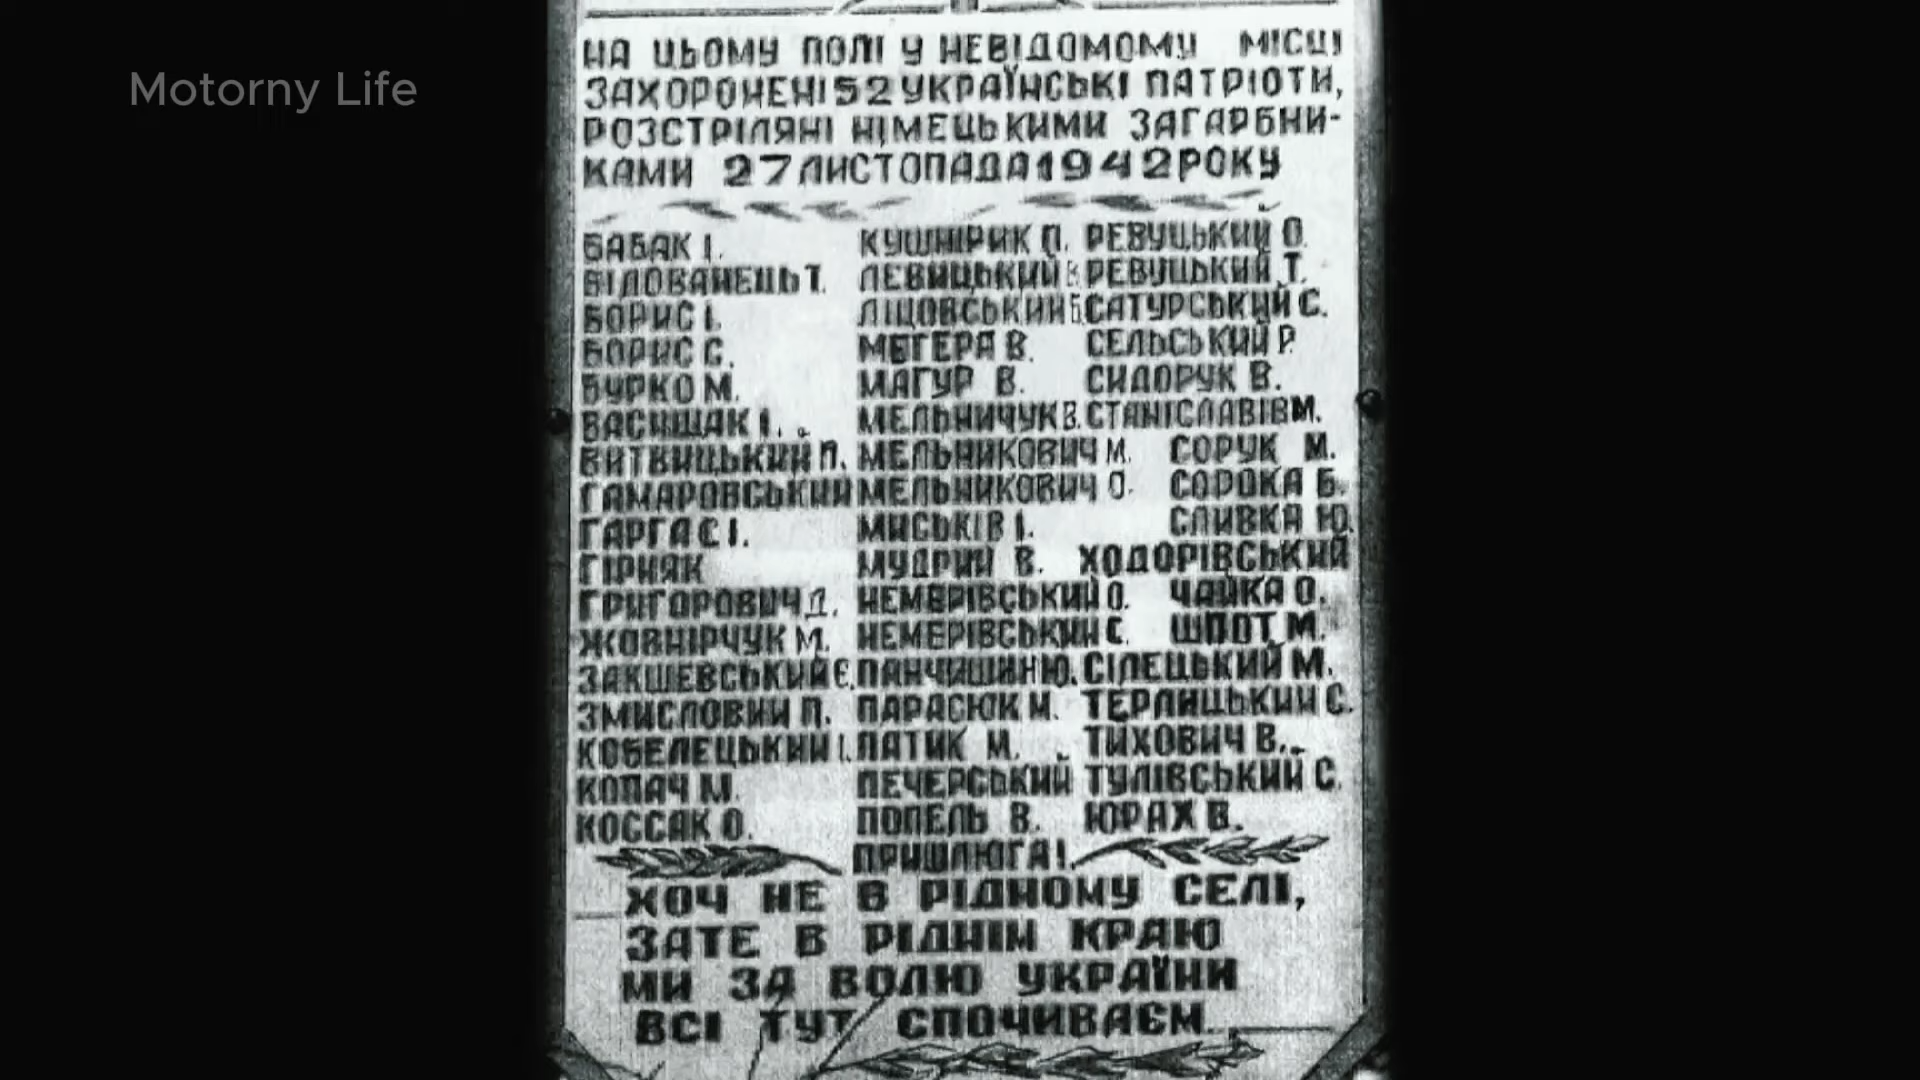 Motorny Life
НА ЦЬОМУ ПОЛІ У НЕВІДОМОМУ МІСЦІ
ЗАХОРОНЕНІ 52 УКРАЇНСЬКІ ПАТРІОТИ,
РОЗСТРІЛЯНІ НІМЕЦЬКИМИ ЗАГАРБНИ-
КАМИ 27 ЛИСТОПАДА 1942 РОКУ
БАБАК І. КУШНІРИК П. РЕВУЦЬКИЙ О.
ВІДОВАНЕЦЬ Т. ЛЕВИЦЬКИЙ В. РЕВУЦЬКИЙ Т.
БОРИС І. ЛІЩОВСЬКИЙ Б. САТУРСЬКИЙ С.
БОРИС С. МЕГЕРА В. СЕЛЬСЬКИЙ Р.
БУРКО М. МАГУР В. СИДОРУК В.
ВАСИЩАК І. МЕЛЬНИЧУК В. СТАНІСЛАВІВ М.
ВИТВИЦЬКИЙ П. МЕЛЬНИКОВИЧ М. СОРУК М.
ГАМАРОВСЬКИЙ МЕЛЬНИКОВИЧ О. СОРОКА Б.
ГАРГАС І. МИСЬКІВ І. СЛИВКА Ю.
ГІРНЯК МУДРИЙ В. ХОДОРІВСЬКИЙ
ГРИГОРОВИЧ Д. НЕМЕРІВСЬКИЙ О. ЧАЙКА О.
ЖОВНІРЧУК М. НЕМЕРІВСЬКИЙ С. ШПОТ М.
ЗАКШЕВСЬКИЙ Є. ПАНЧИШИН Ю. СІЛЕЦЬКИЙ М.
ЗМИСЛОВИЙ П. ПАРАСЮК М. ТЕРЛИЦЬКИЙ С.
КОБЕЛЕЦЬКИЙ І. ПАТИК М. ТИХОВИЧ В.
КОПАЧ М. ПЕЧЕРСЬКИЙ ТУЛІВСЬКИЙ С.
КОССАК О. ПОПЕЛЬ В. ЮРАХ В.
ПРИШЛЮГА І.
ХОЧ НЕ В РІДНОМУ СЕЛІ,
ЗАТЕ В РІДНІМ КРАЮ
МИ ЗА ВОЛЮ УКРАЇНИ
ВСІ ТУТ СПОЧИВАЄМ